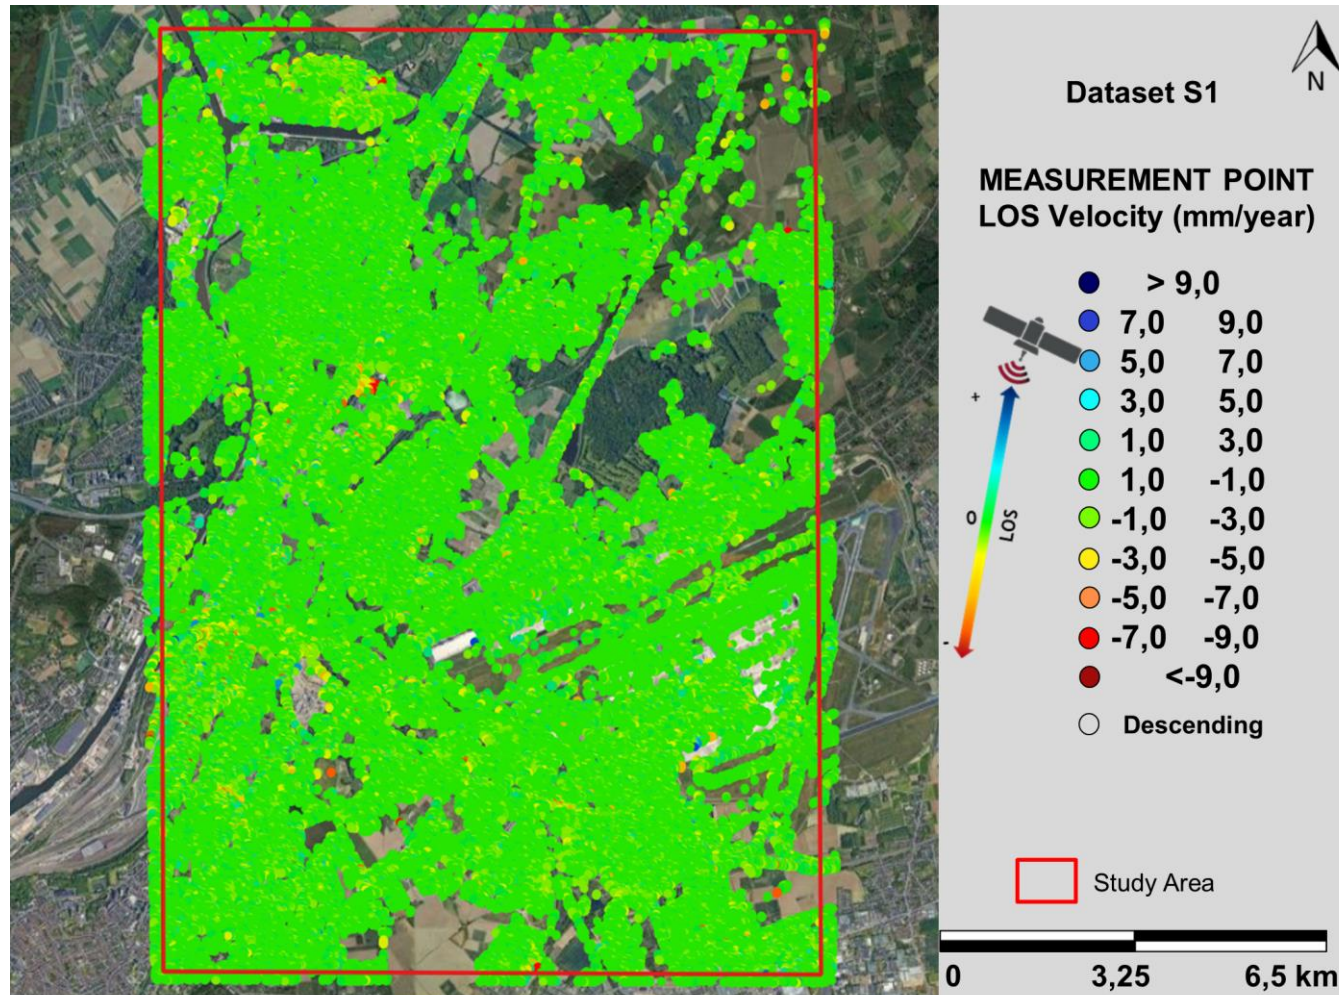 N
Dataset S1
MEASUREMENT POINT
LOS Velocity (mm/year)
> 9,0
7,0 9,0
5,0 7,0
3,0 5,0
1,0 3,0
1,0 -1,0
-1,0 -3,0
-3,0 -5,0
-5,0 -7,0
-7,0 -9,0
<-9,0
Descending
+
0
LOS
-
Study Area
0 3,25 6,5 km